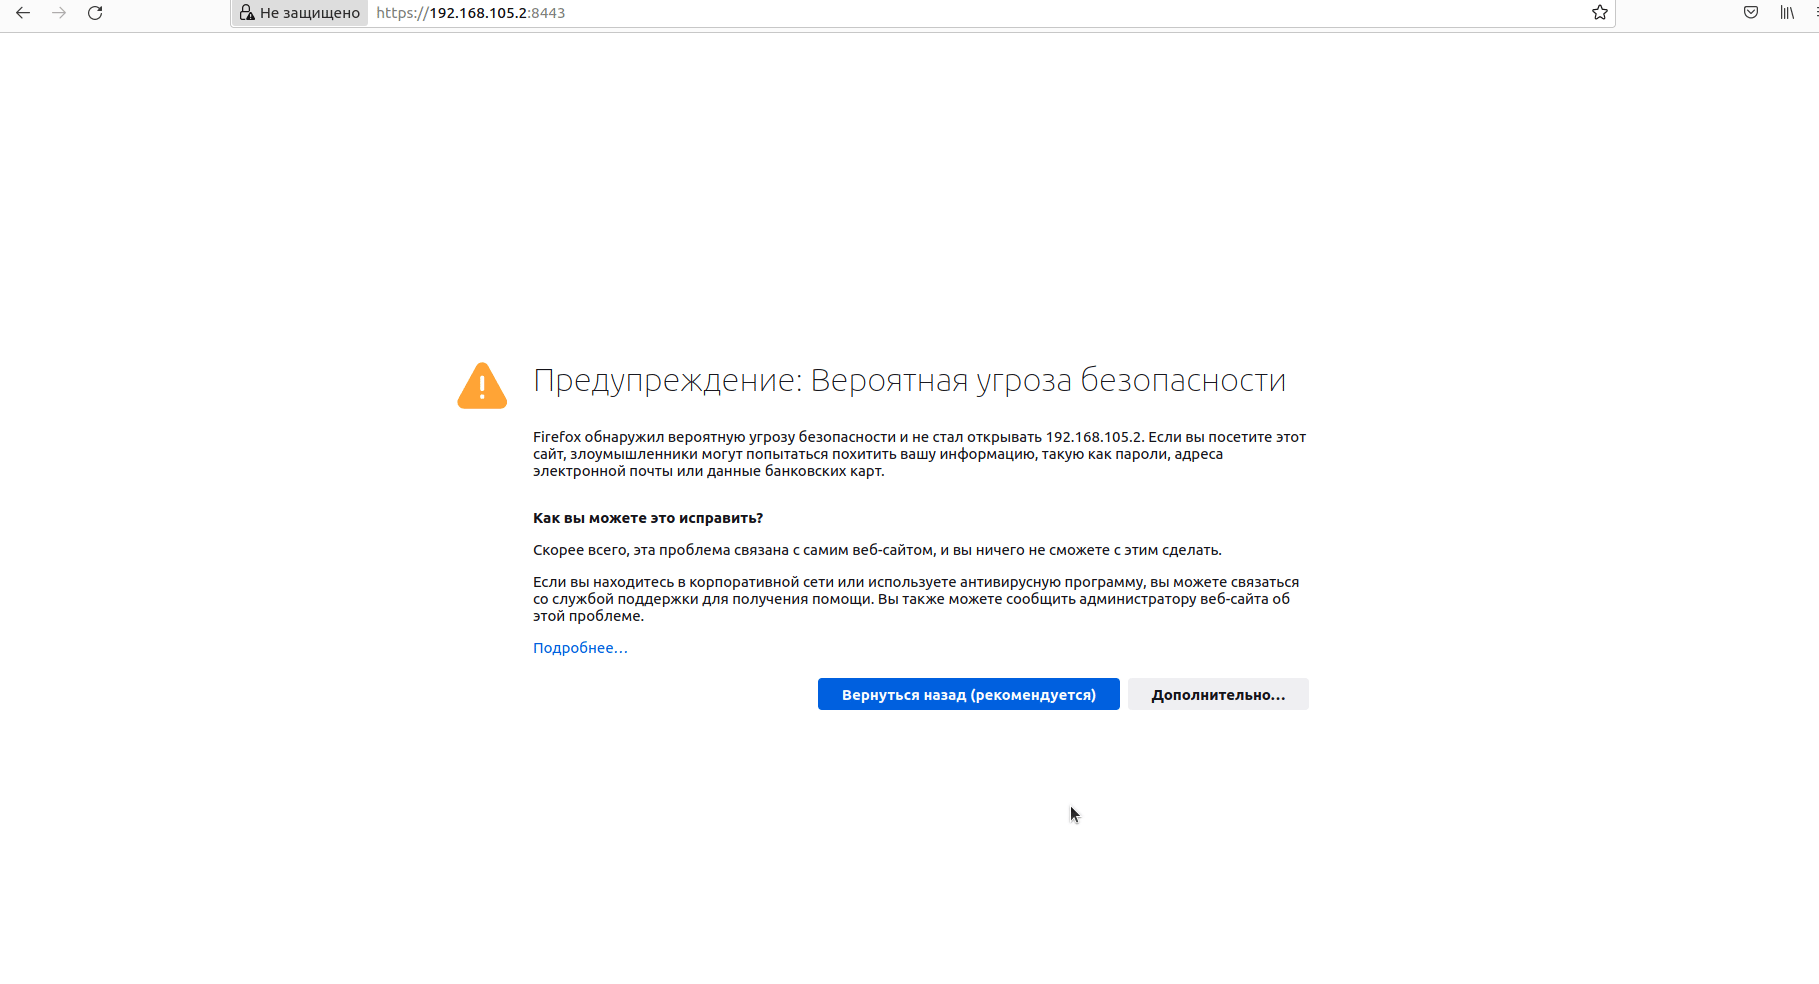 Не защищено https://192.168.105.2:8443
Предупреждение: Вероятная угроза безопасности
Firefox обнаружил вероятную угрозу безопасности и не стал открывать 192.168.105.2. Если вы посетите этот
сайт, злоумышленники могут попытаться похитить вашу информацию, такую как пароли, адреса
электронной почты или данные банковских карт.
Как вы можете это исправить?
Скорее всего, эта проблема связана с самим веб-сайтом, и вы ничего не сможете с этим сделать.
Если вы находитесь в корпоративной сети или используете антивирусную программу, вы можете связаться
со службой поддержки для получения помощи. Вы также можете сообщить администратору веб-сайта об
этой проблеме.
Подробнее…
Вернуться назад (рекомендуется) Дополнительно…